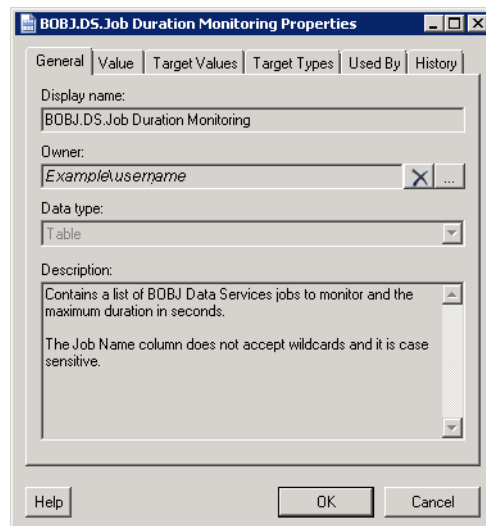 BOBJ.DS.Job Duration Monitoring Properties
General Value Target Values Target Types Used By History
Display name:
BOBJ.DS.Job Duration Monitoring
Owner:
Example\username
...
Data type:
Table
Description:
Contains a list of BOBJ Data Services jobs to monitor and the
maximum duration in seconds.
The Job Name column does not accept wildcards and it is case
sensitive.
Help OK Cancel